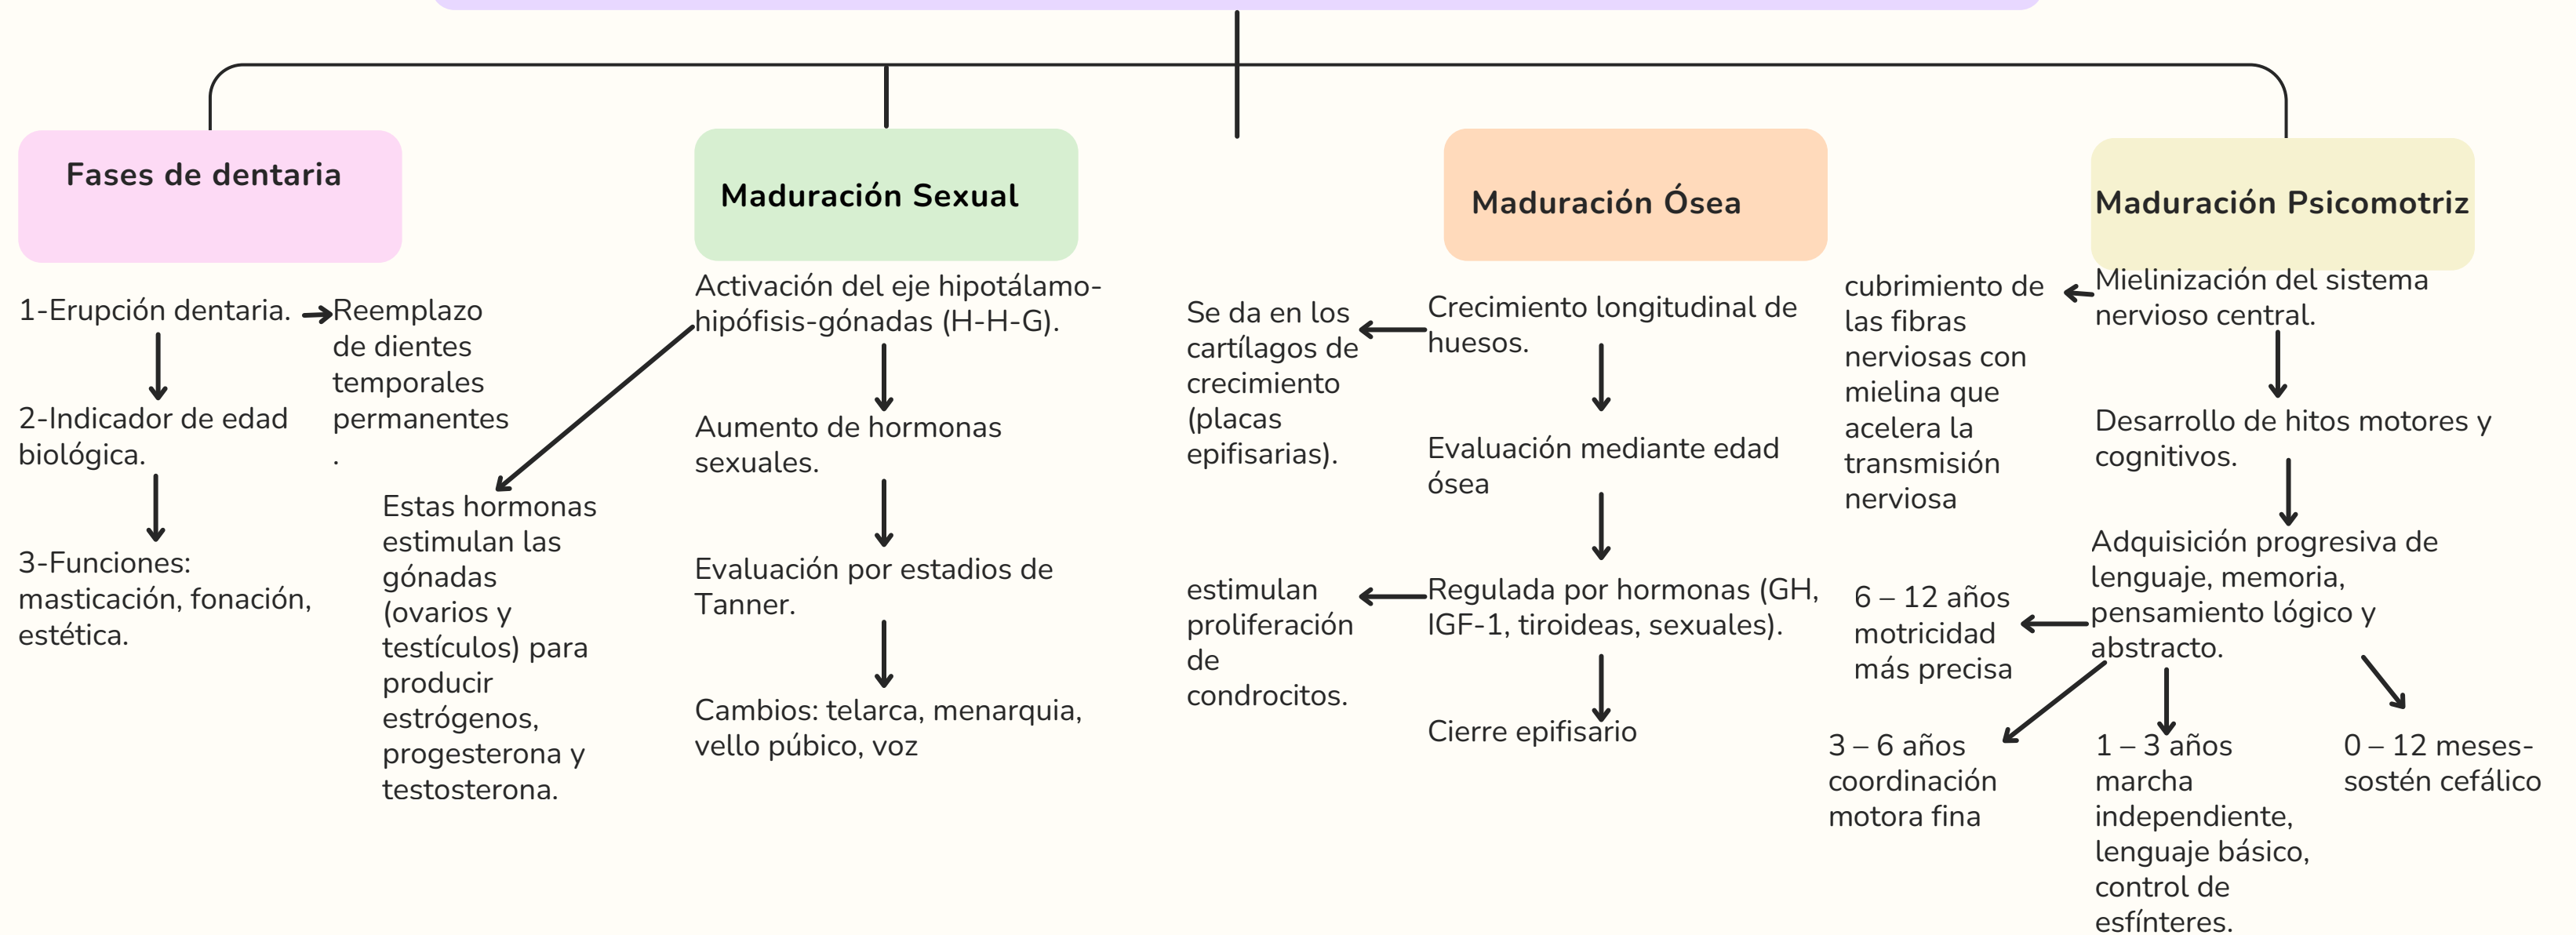 Fases de dentaria
1-Erupción dentaria.
Reemplazo
de dientes
temporales
permanentes
.
2-Indicador de edad
biológica.
3-Funciones:
masticación, fonación,
estética.
Maduración Sexual
Activación del eje hipotálamo-
hipófisis-gónadas (H-H-G).
Estas hormonas
estimulan las
gónadas
(ovarios y
testículos) para
producir
estrógenos,
progesterona y
testosterona.
Aumento de hormonas
sexuales.
Evaluación por estadios de
Tanner.
Cambios: telarca, menarquia,
vello púbico, voz
Maduración Ósea
Crecimiento longitudinal de
huesos.
Se da en los
cartílagos de
crecimiento
(placas
epifisarias).
Evaluación mediante edad
ósea
Regulada por hormonas (GH,
IGF-1, tiroideas, sexuales).
estimulan
proliferación
de
condrocitos.
Cierre epifisario
Maduración Psicomotriz
Mielinización del sistema
nervioso central.
cubrimiento de
las fibras
nerviosas con
mielina que
acelera la
transmisión
nerviosa
Desarrollo de hitos motores y
cognitivos.
Adquisición progresiva de
lenguaje, memoria,
pensamiento lógico y
abstracto.
6 – 12 años
motricidad
más precisa
3 – 6 años
coordinación
motora fina
1 – 3 años
marcha
independiente,
lenguaje básico,
control de
esfínteres.
0 – 12 meses-
sostén cefálico